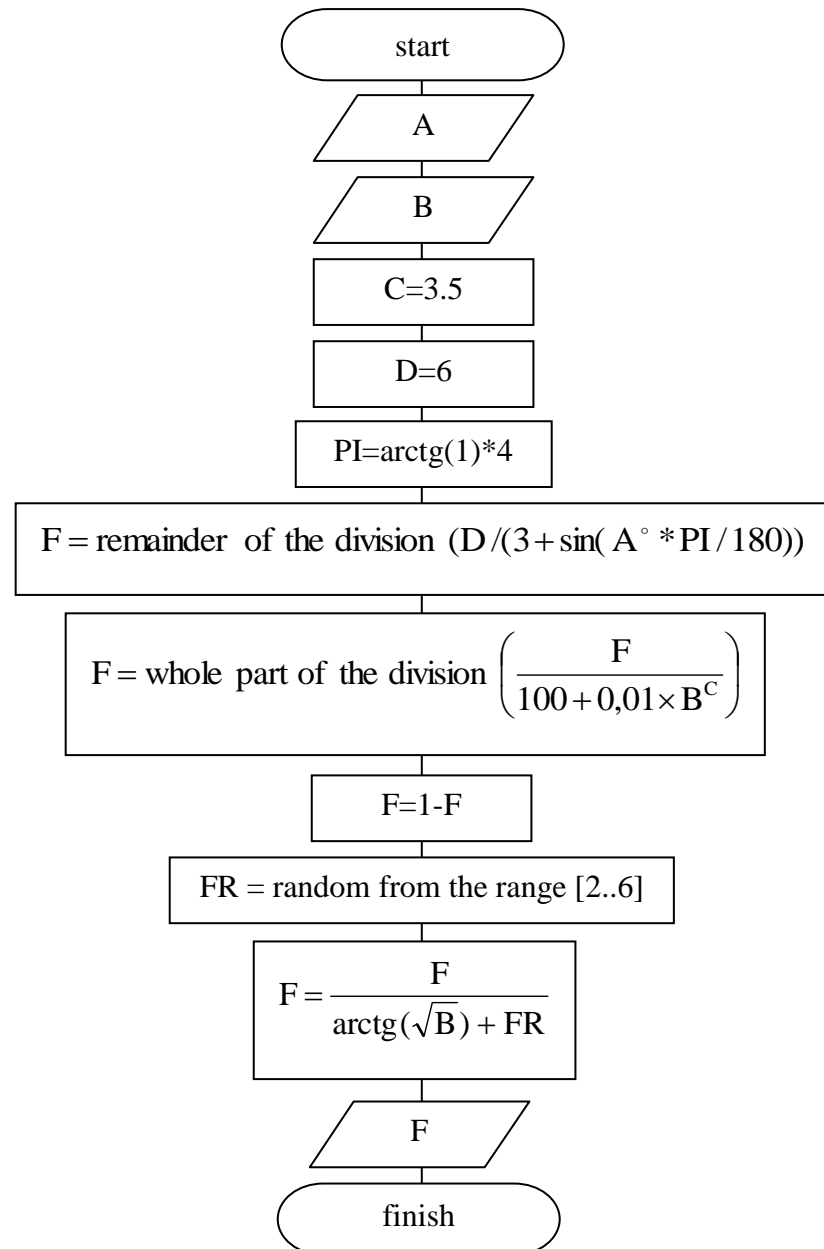 start
A
B
C=3.5
D=6
PI=arctg(1)*4
F = remainder of the division (D/(3+sin( A° *PI/180))
F = whole part of the division (F / (100+0,01×B^C))
F=1-F
FR = random from the range [2..6]
F = F / (arctg(√B) + FR)
F
finish